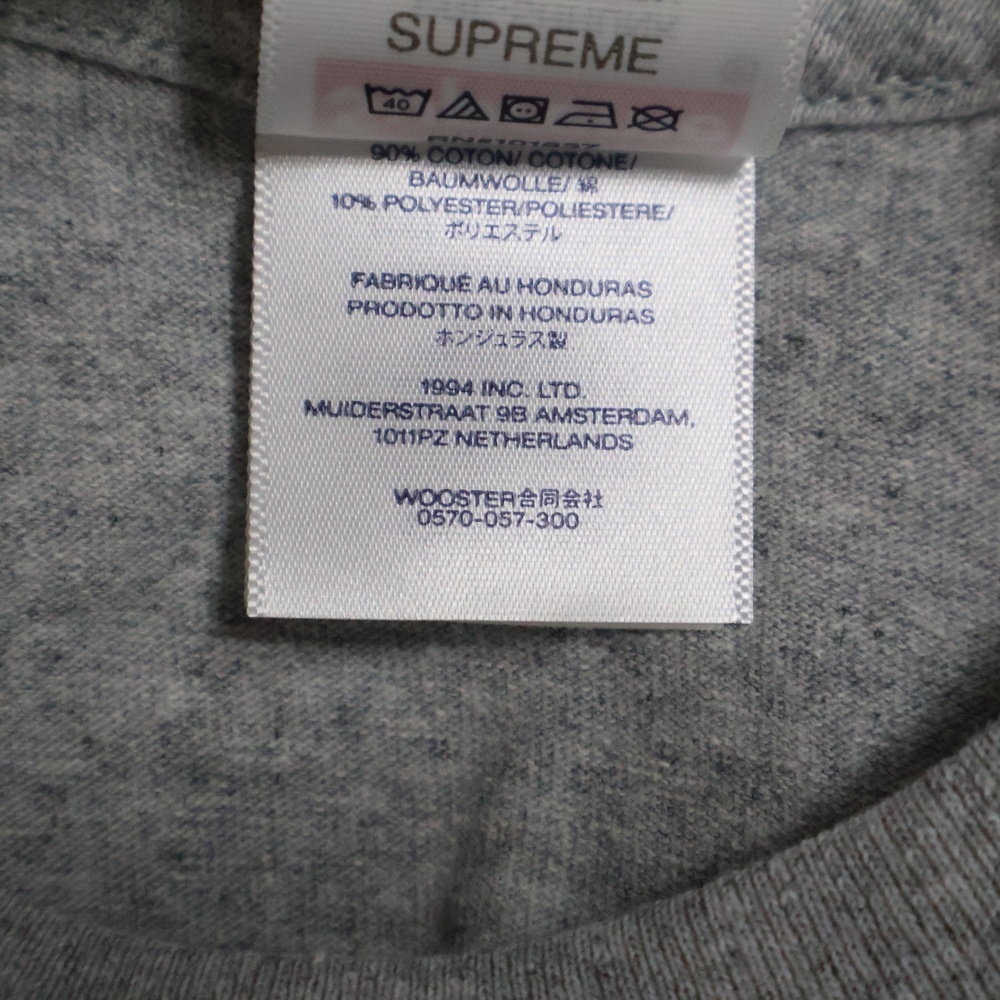 SUPREME
40
90% COTON/ COTONE/
BAUMWOLLE/ 綿
10% POLYESTER/POLIESTERE/
ポリエステル
FABRIQUÉ AU HONDURAS
PRODOTTO IN HONDURAS
ホンジュラス製
1994 INC. LTD.
MUIDERSTRAAT 9B AMSTERDAM,
1011PZ NETHERLANDS
WOOSTER合同会社
0570-057-300